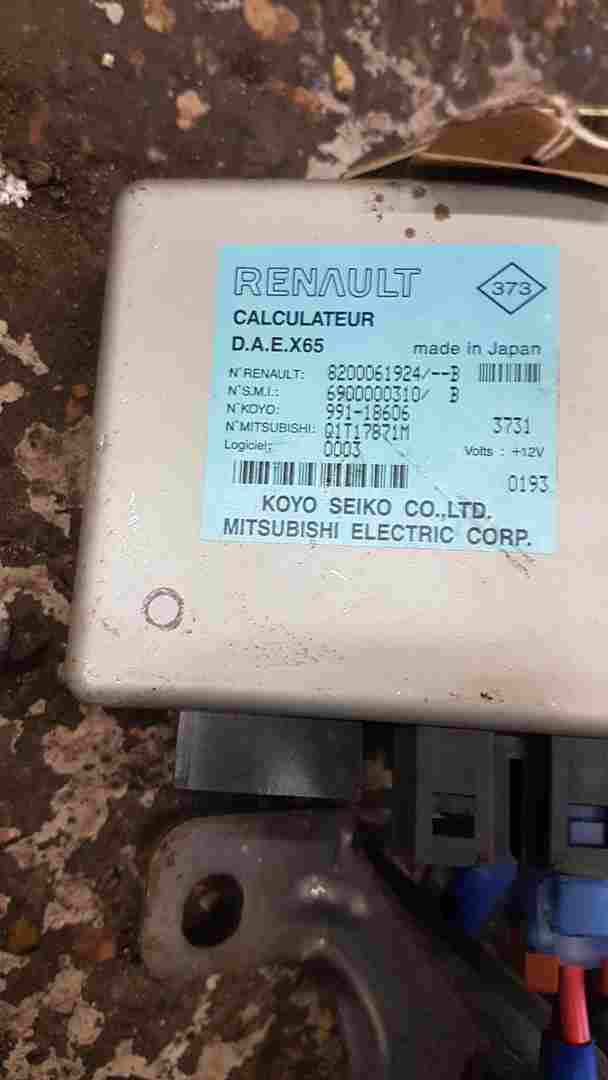 RENAULT
373
CALCULATEUR
D.A.E.X65 made in Japan
N°RENAULT: 8200061924/--B
N°S.M.I.: 6900000310/ B
N°KOYO: 991-18606
N°MITSUBISHI: Q1T17871M 3731
Logiciel: 0003 Volts : +12V
0193
KOYO SEIKO CO.,LTD.
MITSUBISHI ELECTRIC CORP.